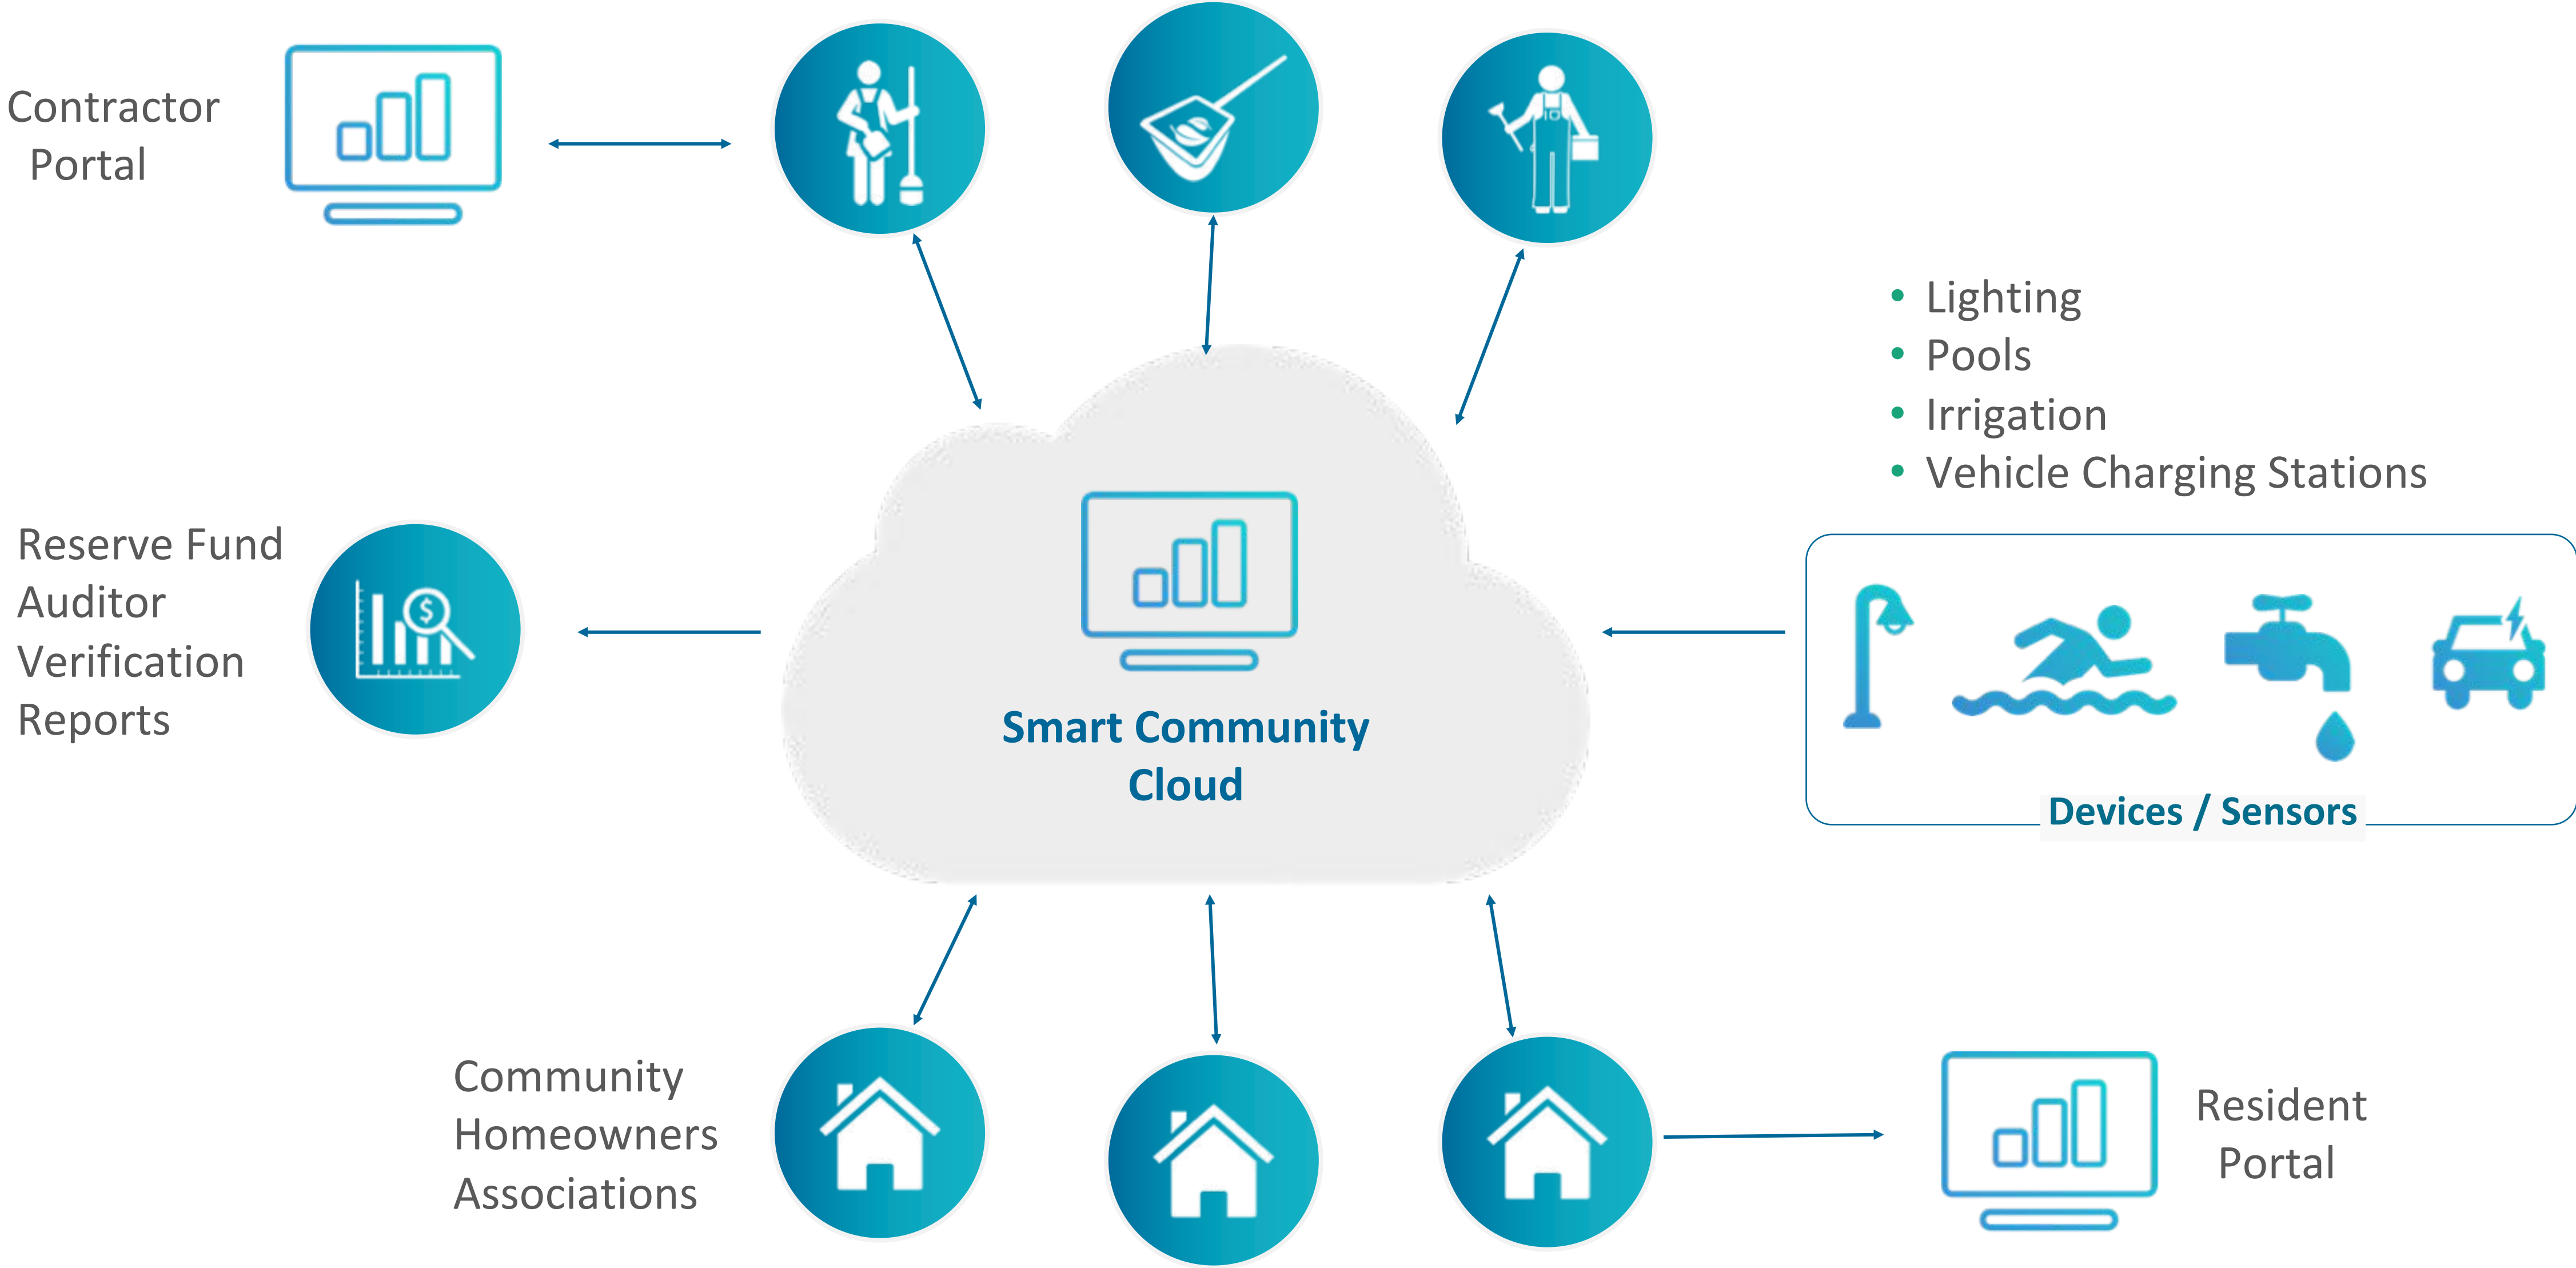 Contractor
Portal
• Lighting
• Pools
• Irrigation
• Vehicle Charging Stations
Reserve Fund
Auditor
Verification
Reports
$
Smart Community
Cloud
Devices / Sensors
Community
Homeowners
Associations
Resident
Portal